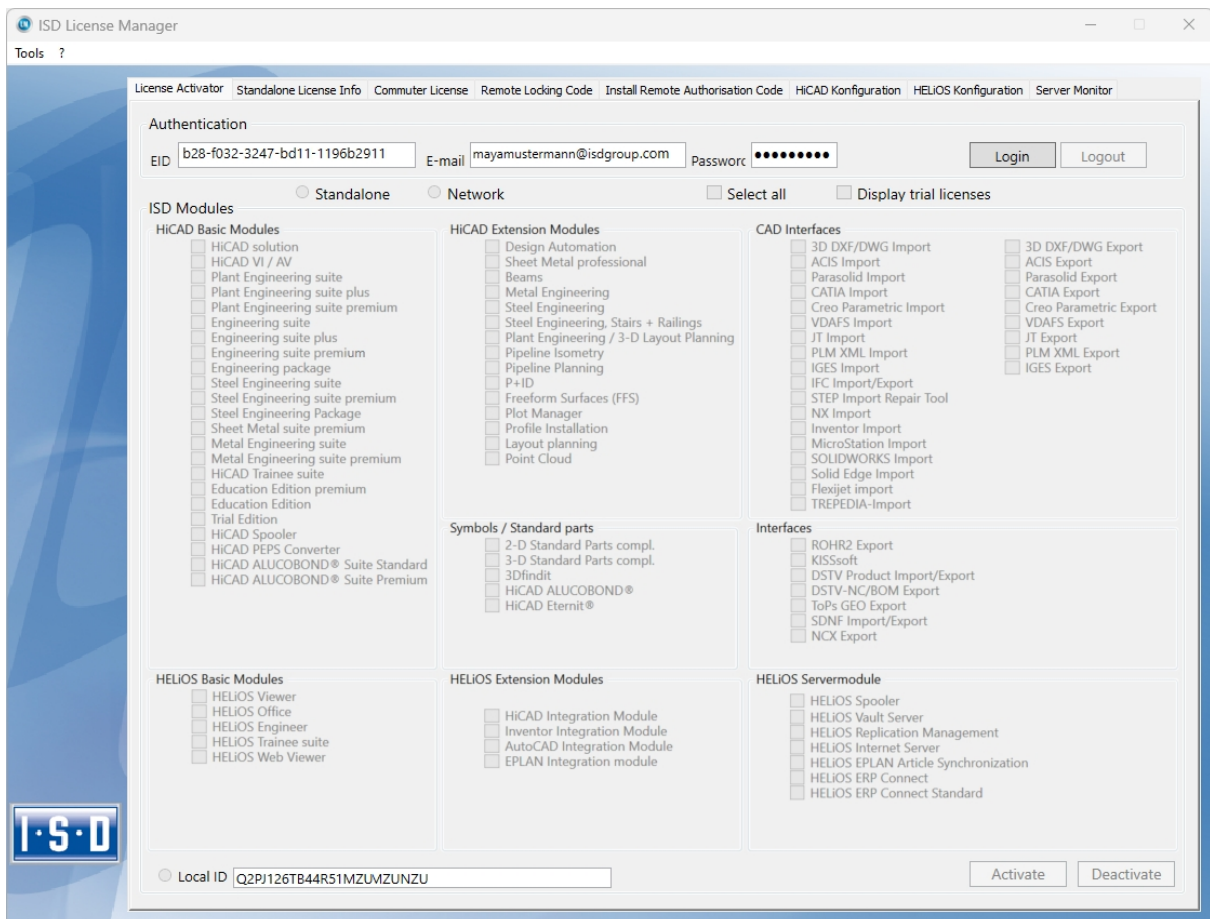 ISD License Manager
Tools ?
License Activator Standalone License Info Commuter License Remote Locking Code Install Remote Authorisation Code HiCAD Konfiguration HELiOS Konfiguration Server Monitor
Authentication
EID b28-f032-3247-bd11-1196b2911 E-mail mayamustermann@isdgroup.com Passworc ●●●●●●●●● Login Logout
Standalone Network Select all Display trial licenses
ISD Modules
HiCAD Basic Modules
HiCAD solution
HiCAD VI / AV
Plant Engineering suite
Plant Engineering suite plus
Plant Engineering suite premium
Engineering suite
Engineering suite plus
Engineering suite premium
Engineering package
Steel Engineering suite
Steel Engineering suite premium
Steel Engineering Package
Sheet Metal suite premium
Metal Engineering suite
Metal Engineering suite premium
HiCAD Trainee suite
Education Edition premium
Education Edition
Trial Edition
HiCAD Spooler
HiCAD PEPS Converter
HiCAD ALUCOBOND® Suite Standard
HiCAD ALUCOBOND® Suite Premium
HiCAD Extension Modules
Design Automation
Sheet Metal professional
Beams
Metal Engineering
Steel Engineering
Steel Engineering, Stairs + Railings
Plant Engineering / 3-D Layout Planning
Pipeline Isometry
Pipeline Planning
P+ID
Freeform Surfaces (FFS)
Plot Manager
Profile Installation
Layout planning
Point Cloud
CAD Interfaces
3D DXF/DWG Import
ACIS Import
Parasolid Import
CATIA Import
Creo Parametric Import
VDAFS Import
JT Import
PLM XML Import
IGES Import
IFC Import/Export
STEP Import Repair Tool
NX Import
Inventor Import
MicroStation Import
SOLIDWORKS Import
Solid Edge Import
Flexijet import
TREPEDIA-Import
3D DXF/DWG Export
ACIS Export
Parasolid Export
CATIA Export
Creo Parametric Export
VDAFS Export
JT Export
PLM XML Export
IGES Export
Symbols / Standard parts
2-D Standard Parts compl.
3-D Standard Parts compl.
3Dfindit
HiCAD ALUCOBOND®
HiCAD Eternit®
Interfaces
ROHR2 Export
KISSsoft
DSTV Product Import/Export
DSTV-NC/BOM Export
ToPs GEO Export
SDNF Import/Export
NCX Export
HELiOS Basic Modules
HELiOS Viewer
HELiOS Office
HELiOS Engineer
HELiOS Trainee suite
HELiOS Web Viewer
HELiOS Extension Modules
HiCAD Integration Module
Inventor Integration Module
AutoCAD Integration Module
EPLAN Integration module
HELiOS Servermodule
HELiOS Spooler
HELiOS Vault Server
HELiOS Replication Management
HELiOS Internet Server
HELiOS EPLAN Article Synchronization
HELiOS ERP Connect
HELiOS ERP Connect Standard
I·S·D
Local ID Q2PJ126TB44R51MZUMZUNZU Activate Deactivate